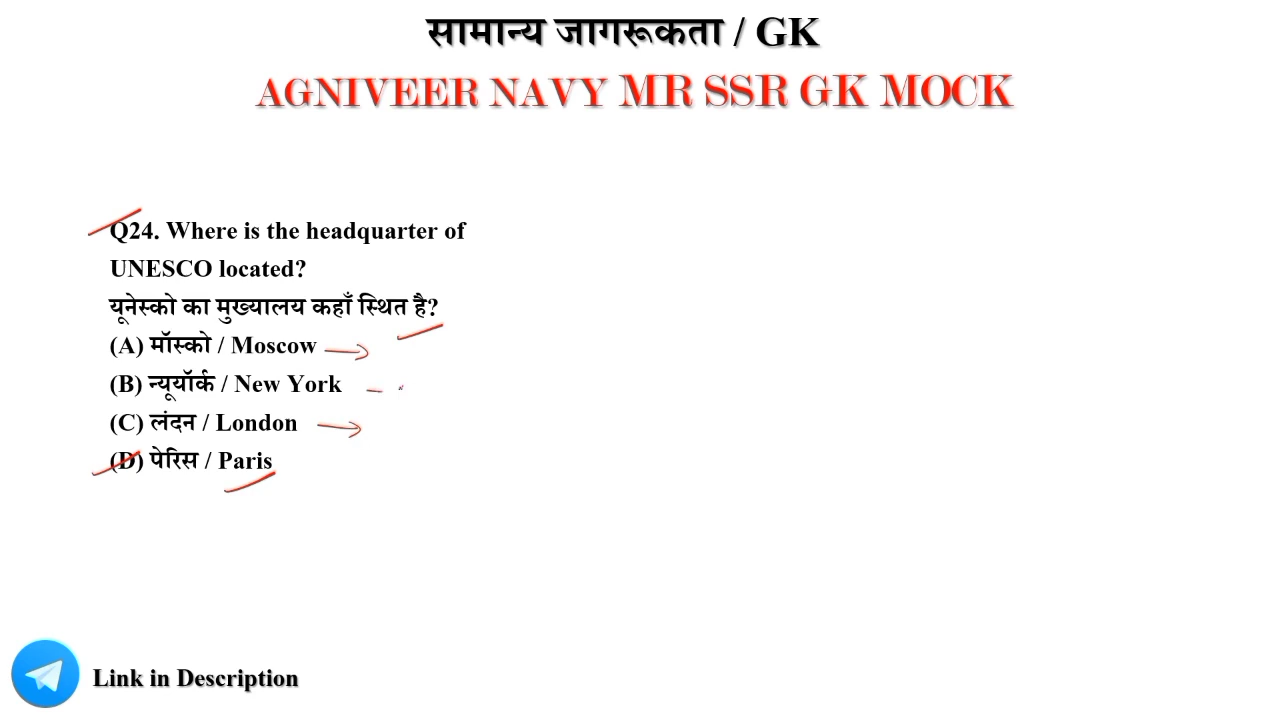 सामान्य जागरूकता / GK
AGNIVEER NAVY MR SSR GK MOCK
Q24. Where is the headquarter of
UNESCO located?
यूनेस्को का मुख्यालय कहाँ स्थित है?
(A) मॉस्को / Moscow
(B) न्यूयॉर्क / New York
(C) लंदन / London
(D) पेरिस / Paris
Link in Description